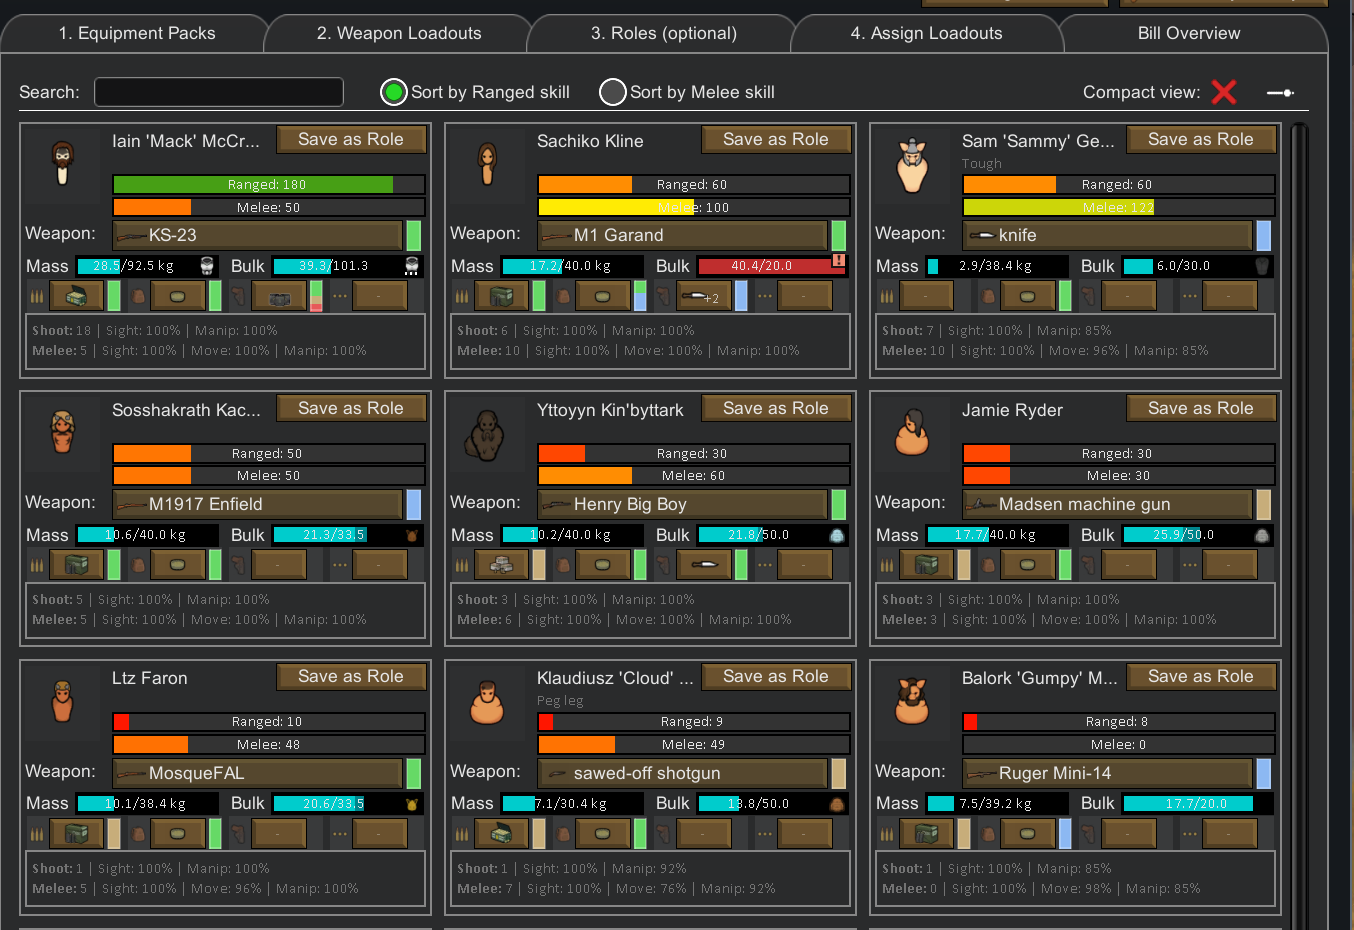 1. Equipment Packs
2. Weapon Loadouts
3. Roles (optional)
4. Assign Loadouts
Bill Overview
Search:
Sort by Ranged skill
Sort by Melee skill
Compact view:
Iain 'Mack' McCr...
Save as Role
Ranged: 180
Melee: 50
Weapon: KS-23
Mass 28.5/92.5 kg Bulk 39.3/101.3
-
Shoot: 18 | Sight: 100% | Manip: 100%
Melee: 5 | Sight: 100% | Move: 100% | Manip: 100%
Sachiko Kline
Save as Role
Ranged: 60
Melee: 100
Weapon: M1 Garand
Mass 17.2/40.0 kg Bulk 40.4/20.0 !
+2 -
Shoot: 6 | Sight: 100% | Manip: 100%
Melee: 10 | Sight: 100% | Move: 100% | Manip: 100%
Sam 'Sammy' Ge...
Save as Role
Tough
Ranged: 60
Melee: 122
Weapon: knife
Mass 2.9/38.4 kg Bulk 6.0/30.0
- - -
Shoot: 7 | Sight: 100% | Manip: 85%
Melee: 10 | Sight: 100% | Move: 96% | Manip: 85%
Sosshakrath Kac...
Save as Role
Ranged: 50
Melee: 50
Weapon: M1917 Enfield
Mass 10.6/40.0 kg Bulk 21.3/33.5
- -
Shoot: 5 | Sight: 100% | Manip: 100%
Melee: 5 | Sight: 100% | Move: 100% | Manip: 100%
Yttoyyn Kin'byttark
Save as Role
Ranged: 30
Melee: 60
Weapon: Henry Big Boy
Mass 10.2/40.0 kg Bulk 21.8/50.0
-
Shoot: 3 | Sight: 100% | Manip: 100%
Melee: 6 | Sight: 100% | Move: 100% | Manip: 100%
Jamie Ryder
Save as Role
Ranged: 30
Melee: 30
Weapon: Madsen machine gun
Mass 17.7/40.0 kg Bulk 25.9/50.0
- -
Shoot: 3 | Sight: 100% | Manip: 100%
Melee: 3 | Sight: 100% | Move: 100% | Manip: 100%
Ltz Faron
Save as Role
Ranged: 10
Melee: 48
Weapon: MosqueFAL
Mass 10.1/38.4 kg Bulk 20.6/33.5
- -
Shoot: 1 | Sight: 100% | Manip: 100%
Melee: 5 | Sight: 100% | Move: 96% | Manip: 100%
Klaudiusz 'Cloud' ...
Save as Role
Peg leg
Ranged: 9
Melee: 49
Weapon: sawed-off shotgun
Mass 7.1/30.4 kg Bulk 13.8/50.0
- -
Shoot: 1 | Sight: 100% | Manip: 92%
Melee: 7 | Sight: 100% | Move: 76% | Manip: 92%
Balork 'Gumpy' M...
Save as Role
Ranged: 8
Melee: 0
Weapon: Ruger Mini-14
Mass 7.5/39.2 kg Bulk 17.7/20.0
- -
Shoot: 1 | Sight: 100% | Manip: 85%
Melee: 0 | Sight: 100% | Move: 98% | Manip: 85%